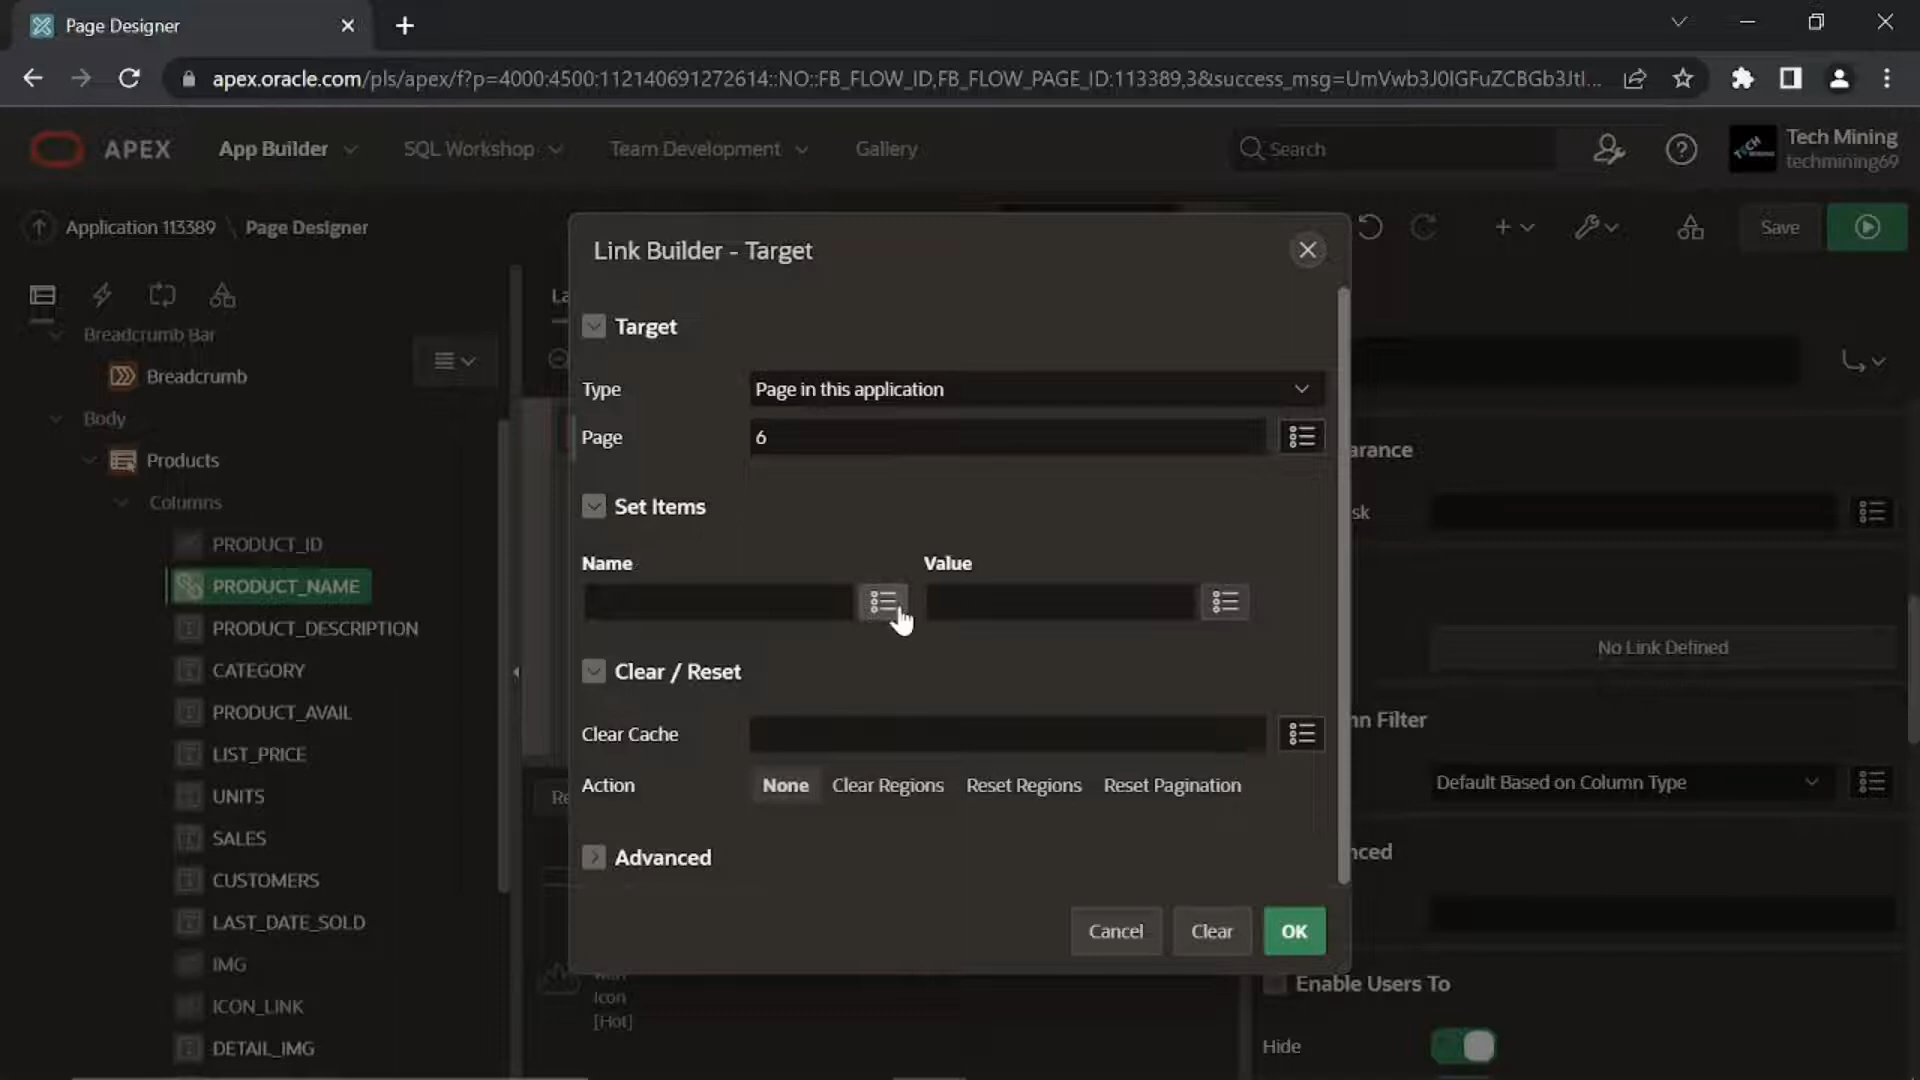 Page Designer
apex.oracle.com/pls/apex/f?p=4000:4500:112140691272614::NO::FB_FLOW_ID,FB_FLOW_PAGE_ID:113389,3&success_msg=UmVwb3J0IGFuZCBGb3Jtl...
APEX
App Builder
SQL Workshop
Team Development
Gallery
Search
Tech Mining
techmining69
Application 113389 \ Page Designer
Save
Breadcrumb Bar
Breadcrumb
Body
Products
Columns
PRODUCT_ID
PRODUCT_NAME
PRODUCT_DESCRIPTION
CATEGORY
PRODUCT_AVAIL
LIST_PRICE
UNITS
SALES
CUSTOMERS
LAST_DATE_SOLD
IMG
ICON_LINK
DETAIL_IMG
La
Re
Icon
[Hot]
Link Builder - Target
Target
Type
Page in this application
Page
6
Set Items
Name
Value
Clear / Reset
Clear Cache
Action
None
Clear Regions
Reset Regions
Reset Pagination
Advanced
Cancel
Clear
OK
arance
sk
No Link Defined
nn Filter
Default Based on Column Type
nced
Enable Users To
Hide